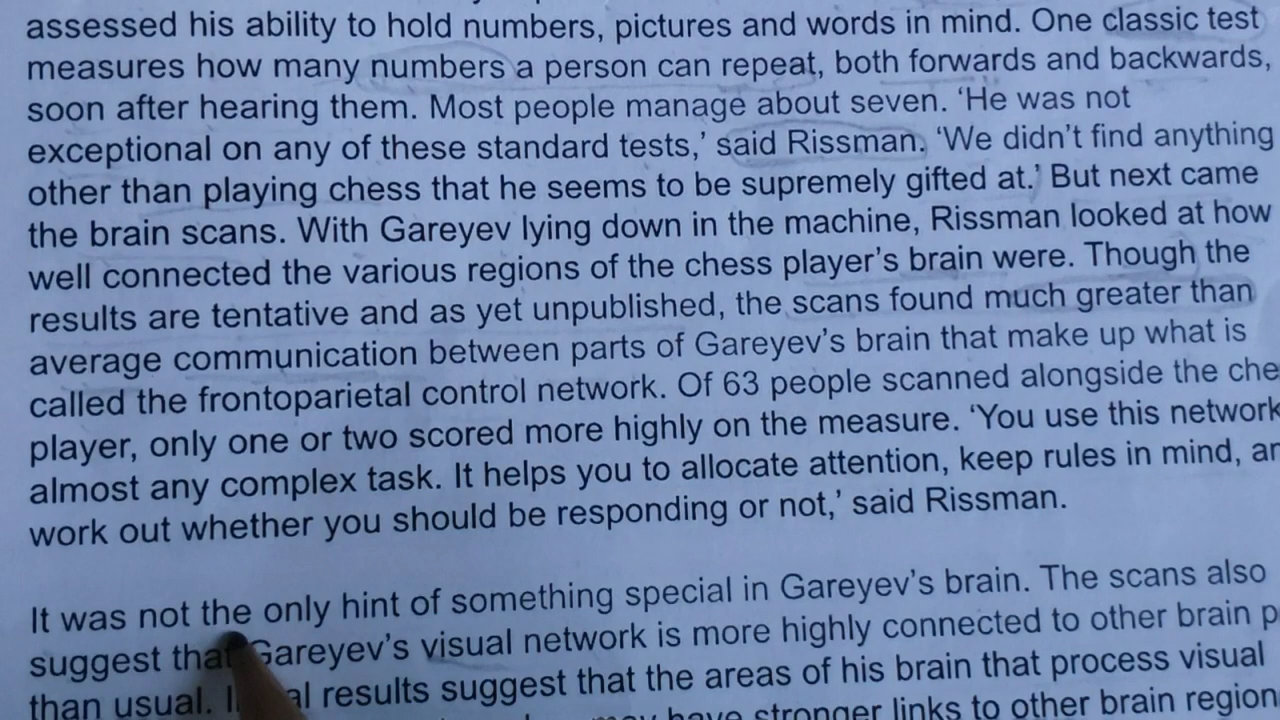 assessed his ability to hold numbers, pictures and words in mind. One classic test
measures how many numbers a person can repeat, both forwards and backwards,
soon after hearing them. Most people manage about seven. ‘He was not
exceptional on any of these standard tests,’ said Rissman. ‘We didn’t find anything
other than playing chess that he seems to be supremely gifted at.’ But next came
the brain scans. With Gareyev lying down in the machine, Rissman looked at how
well connected the various regions of the chess player’s brain were. Though the
results are tentative and as yet unpublished, the scans found much greater than
average communication between parts of Gareyev’s brain that make up what is
called the frontoparietal control network. Of 63 people scanned alongside the che
player, only one or two scored more highly on the measure. ‘You use this network
almost any complex task. It helps you to allocate attention, keep rules in mind, ar
work out whether you should be responding or not,’ said Rissman.
It was not the only hint of something special in Gareyev’s brain. The scans also
suggest that Gareyev’s visual network is more highly connected to other brain p
than usual. results suggest that the areas of his brain that process visual
may have stronger links to other brain region